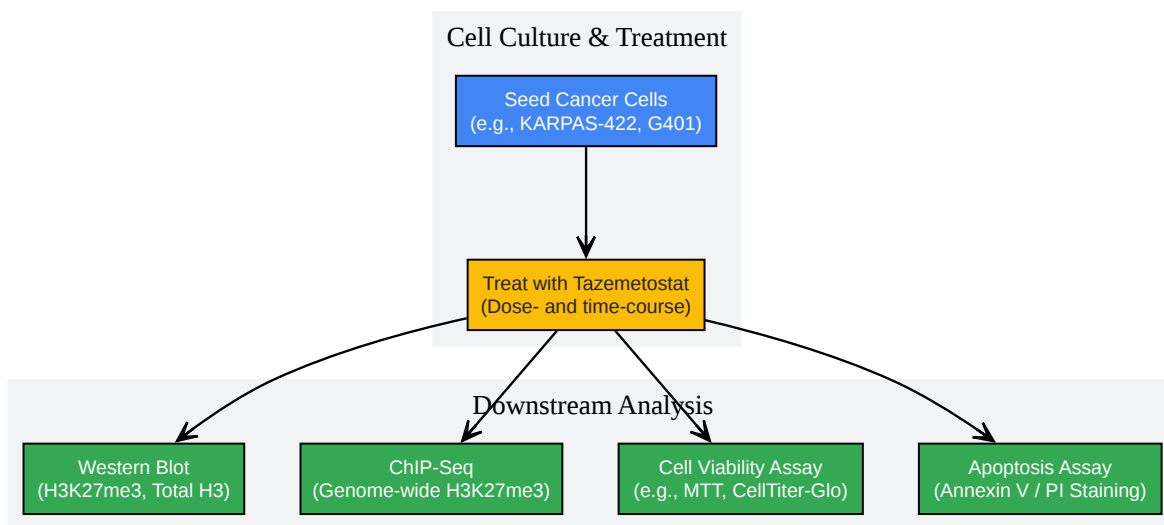 Cell Culture & Treatment
Seed Cancer Cells
(e.g., KARPAS-422, G401)
Treat with Tazemetostat
(Dose- and time-course)
Downstream Analysis
Western Blot
(H3K27me3, Total H3)
ChIP-Seq
(Genome-wide H3K27me3)
Cell Viability Assay
(e.g., MTT, CellTiter-Glo)
Apoptosis Assay
(Annexin V / PI Staining)